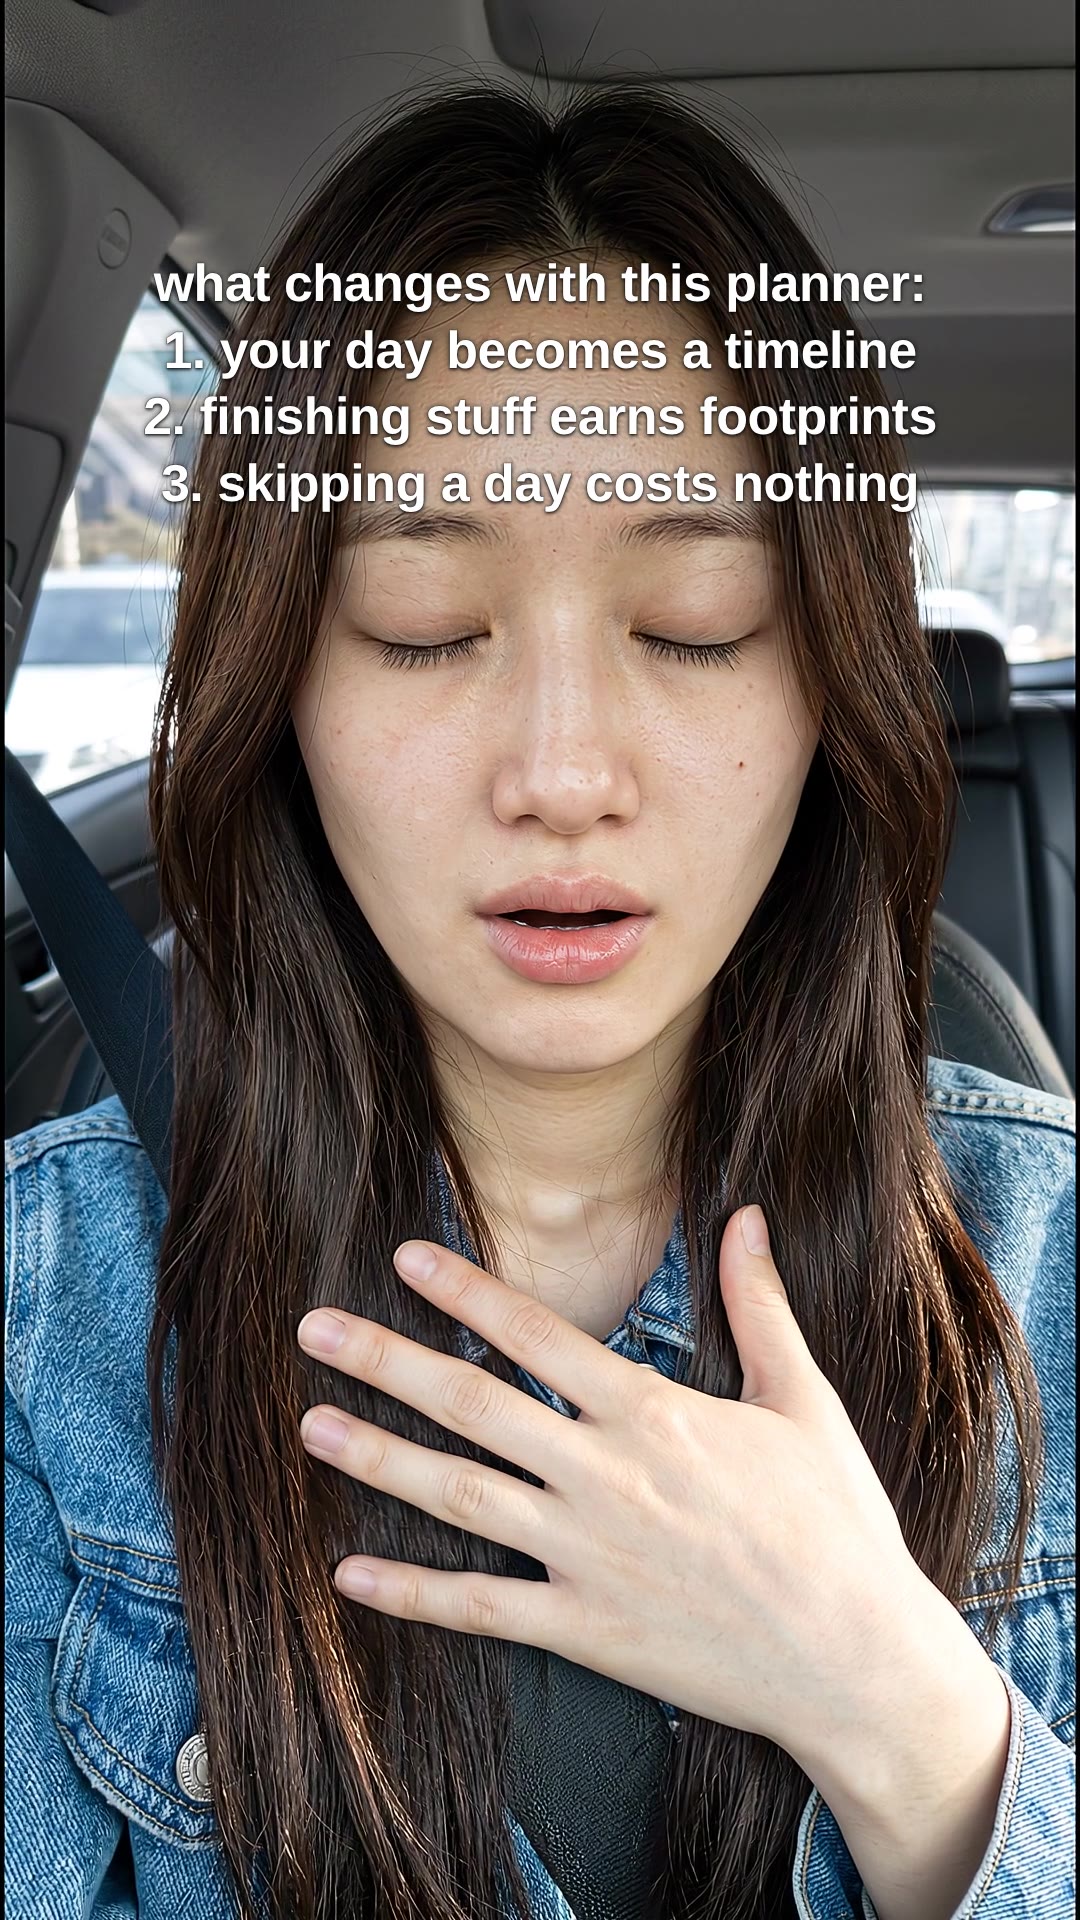 what changes with this planner:
1. your day becomes a timeline
2. finishing stuff earns footprints
3. skipping a day costs nothing